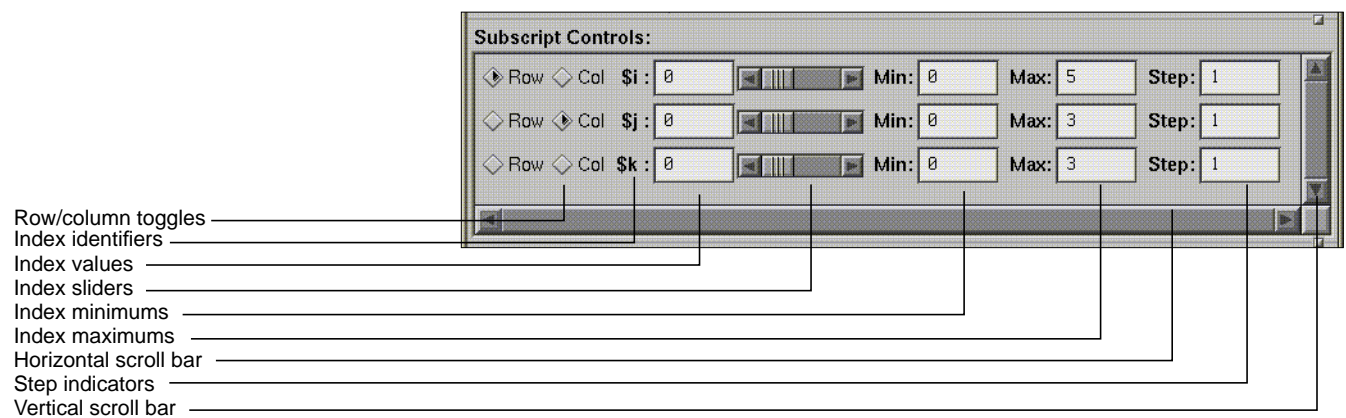 Subscript Controls:
Row Col $i : 0 Min: 0 Max: 5 Step: 1
Row Col $j : 0 Min: 0 Max: 3 Step: 1
Row Col $k : 0 Min: 0 Max: 3 Step: 1
Row/column toggles
Index identifiers
Index values
Index sliders
Index minimums
Index maximums
Horizontal scroll bar
Step indicators
Vertical scroll bar